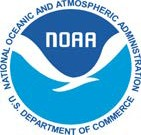 NATIONAL OCEANIC AND ATMOSPHERIC ADMINISTRATION
NOAA
U.S. DEPARTMENT OF COMMERCE